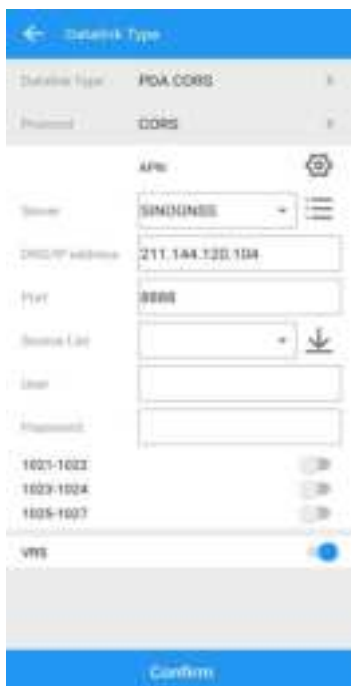 Datalink Type
Datalink Type PDA CORS
Protocol CORS
APN
Server SINOGNSS
DNS/IP address 211.144.120.104
Port 8888
Source List
User
Password
1021-1022
1023-1024
1025-1027
VRS
Confirm